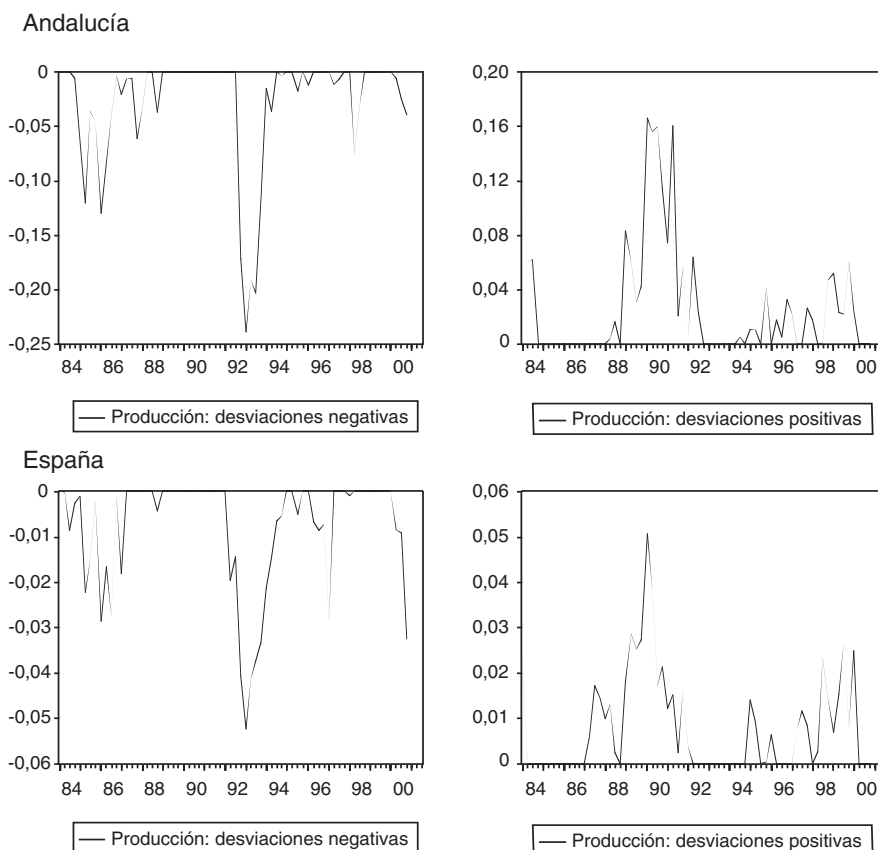 Andalucía
0
-0,05
-0,10
-0,15
-0,20
-0,25
84 86 88 90 92 94 96 98 00
Producción: desviaciones negativas
0,20
0,16
0,12
0,08
0,04
0
84 86 88 90 92 94 96 98 00
Producción: desviaciones positivas
España
0
-0,01
-0,02
-0,03
-0,04
-0,05
-0,06
84 86 88 90 92 94 96 98 00
Producción: desviaciones negativas
0,06
0,05
0,04
0,03
0,02
0,01
0
84 86 88 90 92 94 96 98 00
Producción: desviaciones positivas